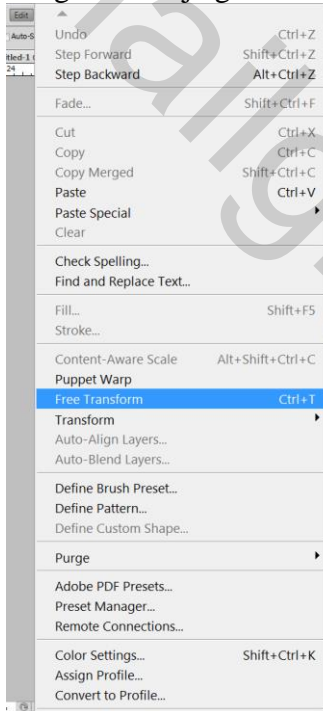 Edit
Auto-S
24
Undo Ctrl+Z
Step Forward Shift+Ctrl+Z
Step Backward Alt+Ctrl+Z
Fade... Shift+Ctrl+F
Cut Ctrl+X
Copy Ctrl+C
Copy Merged Shift+Ctrl+C
Paste Ctrl+V
Paste Special
Clear
Check Spelling...
Find and Replace Text...
Fill... Shift+F5
Stroke...
Content-Aware Scale Alt+Shift+Ctrl+C
Puppet Warp
Free Transform Ctrl+T
Transform
Auto-Align Layers...
Auto-Blend Layers...
Define Brush Preset...
Define Pattern...
Define Custom Shape...
Purge
Adobe PDF Presets...
Preset Manager...
Remote Connections...
Color Settings... Shift+Ctrl+K
Assign Profile...
Convert to Profile...